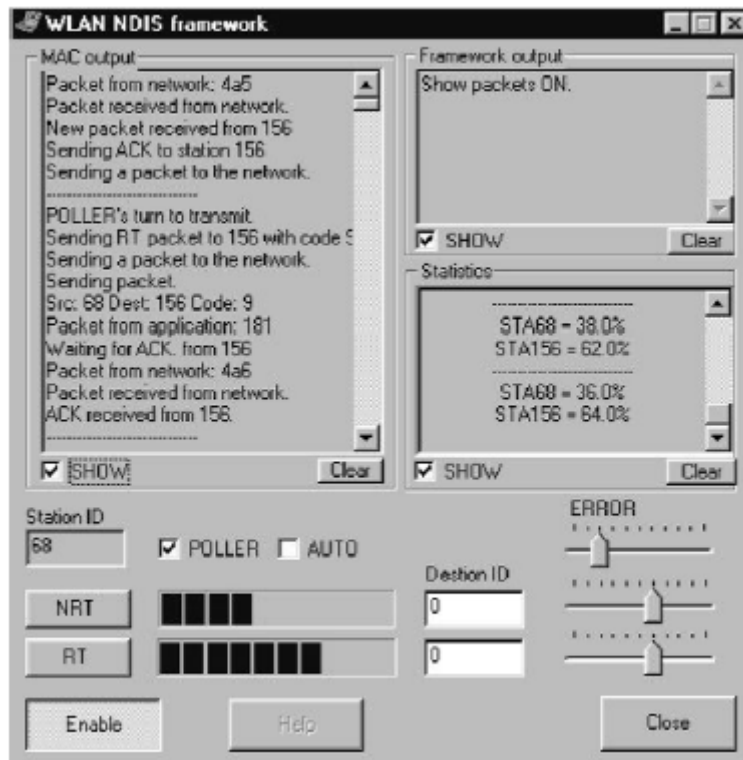 WLAN NDIS framework
MAC output
Packet from network: 4a5
Packet received from network.
New packet received from 156
Sending ACK to station 156
Sending a packet to the network.
-------------------------------
POLLER's turn to transmit.
Sending RT packet to 156 with code S
Sending a packet to the network.
Sending packet.
Src: 68 Dest: 156 Code: 9
Packet from application: 181
Waiting for ACK. from 156
Packet from network: 4a6
Packet received from network.
ACK received from 156.
-------------------------------
SHOW
Clear
Framework output
Show packets ON.
SHOW
Clear
Statistics
-----------------------------
STA68 = 38.0%
STA156 = 62.0%
-----------------------------
STA68 = 36.0%
STA156 = 64.0%
SHOW
Clear
Station ID
68
POLLER
AUTO
ERROR
NRT
Destion ID
0
RT
0
Enable
Help
Close